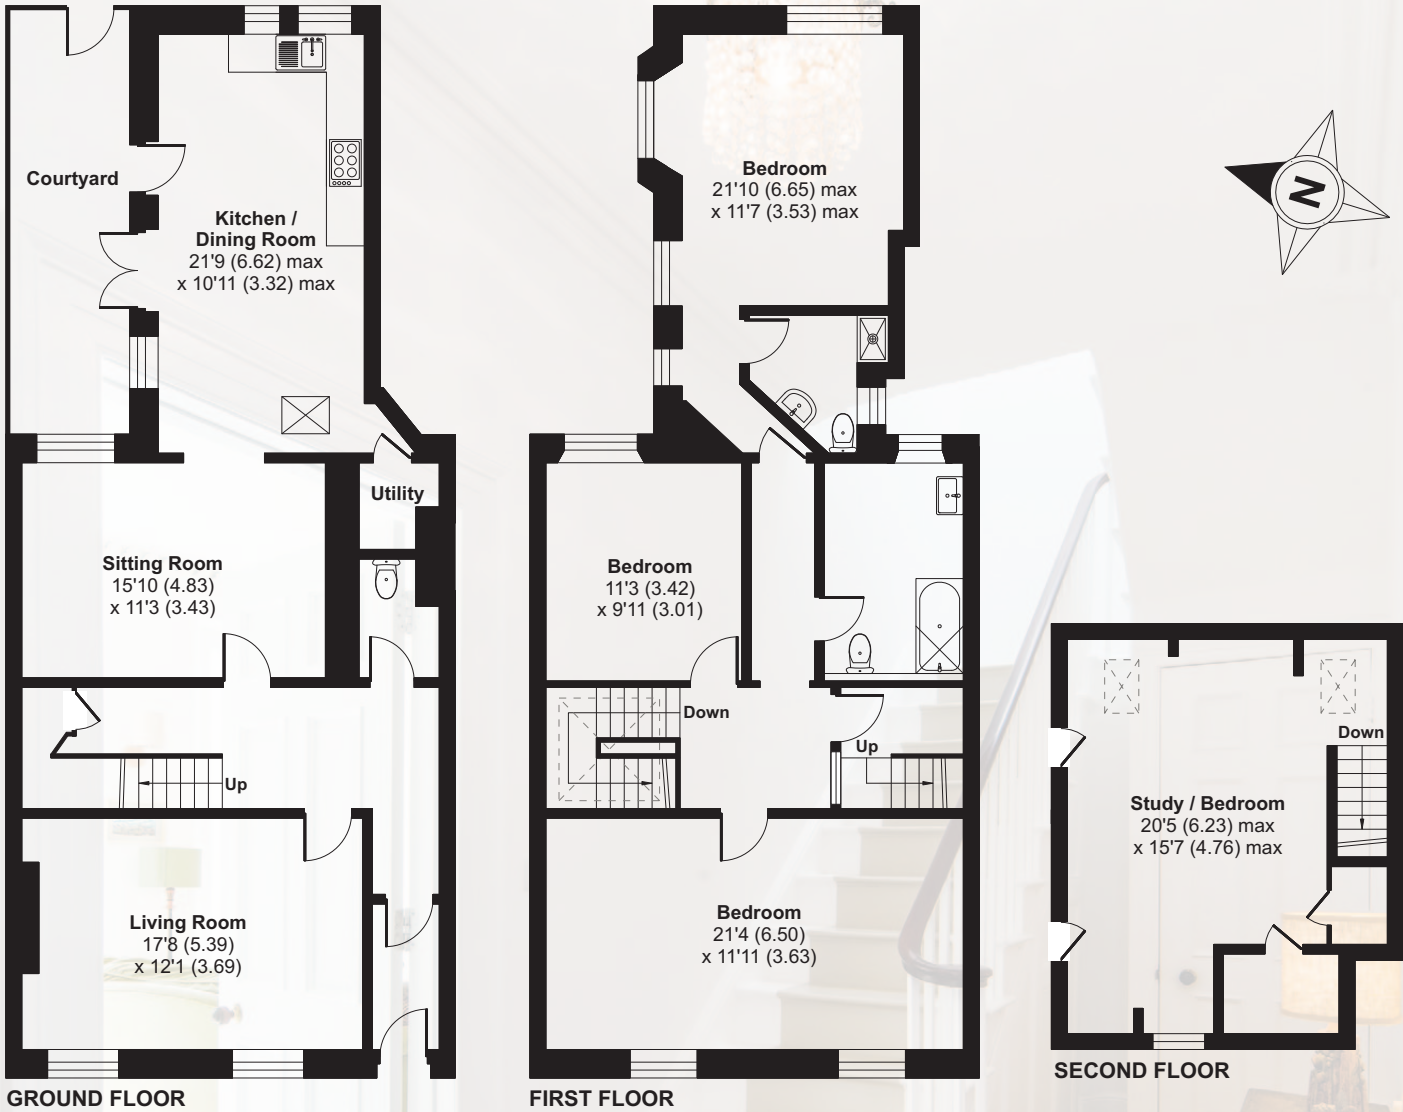 Courtyard
Kitchen /
Dining Room
21'9 (6.62) max
x 10'11 (3.32) max
Utility
Sitting Room
15'10 (4.83)
x 11'3 (3.43)
Up
Living Room
17'8 (5.39)
x 12'1 (3.69)
GROUND FLOOR
Bedroom
21'10 (6.65) max
x 11'7 (3.53) max
Bedroom
11'3 (3.42)
x 9'11 (3.01)
Down
Up
Bedroom
21'4 (6.50)
x 11'11 (3.63)
FIRST FLOOR
N
Down
Study / Bedroom
20'5 (6.23) max
x 15'7 (4.76) max
SECOND FLOOR